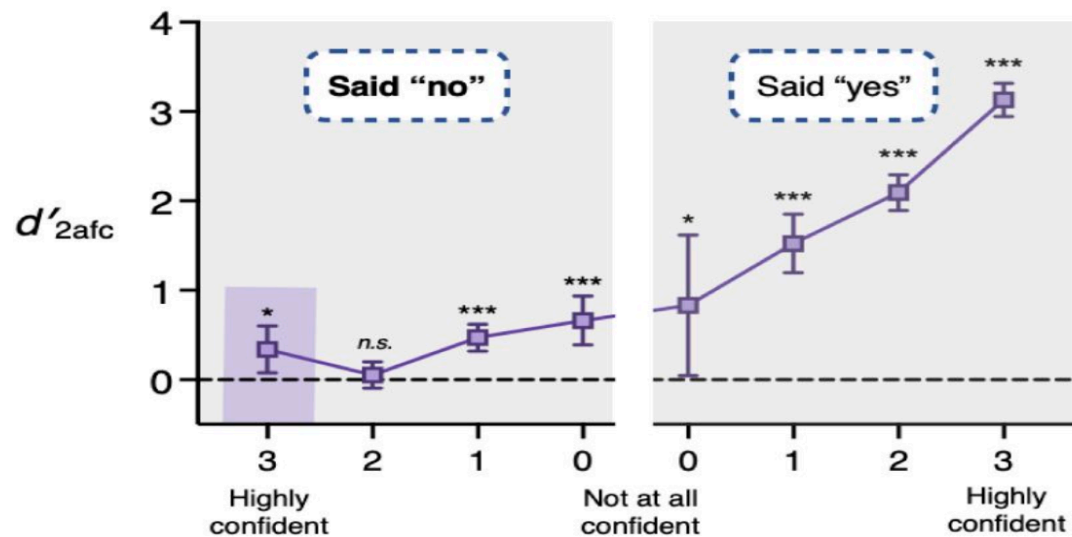 4
Said “no”
Said “yes”
***
3
***
2
d′2afc
***
*
1
***
***
*
n.s.
0
3
2
1
0
0
1
2
3
Highly
confident
Not at all
confident
Highly
confident